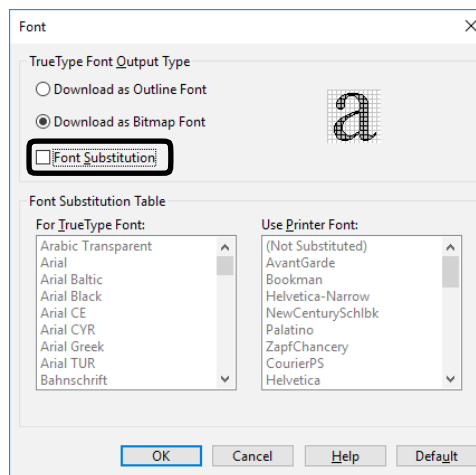 Font
TrueType Font Output Type
Download as Outline Font
Download as Bitmap Font
a
Font Substitution
Font Substitution Table
For TrueType Font:
Use Printer Font:
Arabic Transparent
Arial
Arial Baltic
Arial Black
Arial CE
Arial CYR
Arial Greek
Arial TUR
Bahnschrift
(Not Substituted)
AvantGarde
Bookman
Helvetica-Narrow
NewCenturySchlbk
Palatino
ZapfChancery
CourierPS
Helvetica
OK
Cancel
Help
Default